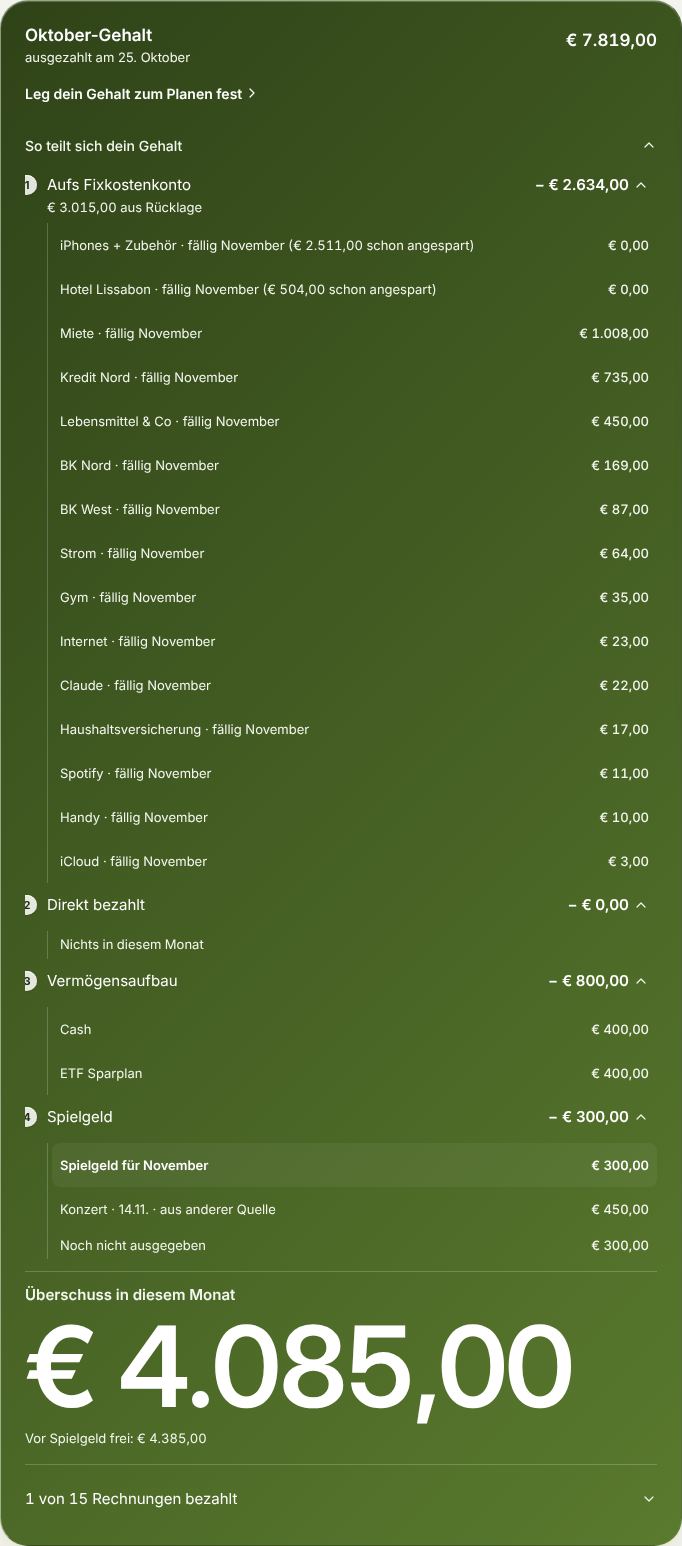 Oktober-Gehalt
€ 7.819,00
ausgezahlt am 25. Oktober
Leg dein Gehalt zum Planen fest
So teilt sich dein Gehalt
1 Aufs Fixkostenkonto – € 2.634,00
€ 3.015,00 aus Rücklage
iPhones + Zubehör · fällig November (€ 2.511,00 schon angespart) € 0,00
Hotel Lissabon · fällig November (€ 504,00 schon angespart) € 0,00
Miete · fällig November € 1.008,00
Kredit Nord · fällig November € 735,00
Lebensmittel & Co · fällig November € 450,00
BK Nord · fällig November € 169,00
BK West · fällig November € 87,00
Strom · fällig November € 64,00
Gym · fällig November € 35,00
Internet · fällig November € 23,00
Claude · fällig November € 22,00
Haushaltsversicherung · fällig November € 17,00
Spotify · fällig November € 11,00
Handy · fällig November € 10,00
iCloud · fällig November € 3,00
2 Direkt bezahlt – € 0,00
Nichts in diesem Monat
3 Vermögensaufbau – € 800,00
Cash € 400,00
ETF Sparplan € 400,00
4 Spielgeld – € 300,00
Spielgeld für November € 300,00
Konzert · 14.11. · aus anderer Quelle € 450,00
Noch nicht ausgegeben € 300,00
Überschuss in diesem Monat
€ 4.085,00
Vor Spielgeld frei: € 4.385,00
1 von 15 Rechnungen bezahlt